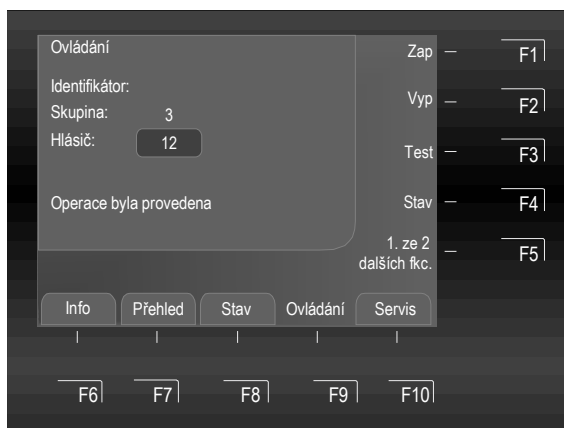 Ovládání
Identifikátor:
Skupina: 3
Hlásič: 12
Operace byla provedena
Zap
Vyp
Test
Stav
1. ze 2
dalších fkc.
F1
F2
F3
F4
F5
Info Přehled Stav Ovládání Servis
F6 F7 F8 F9 F10